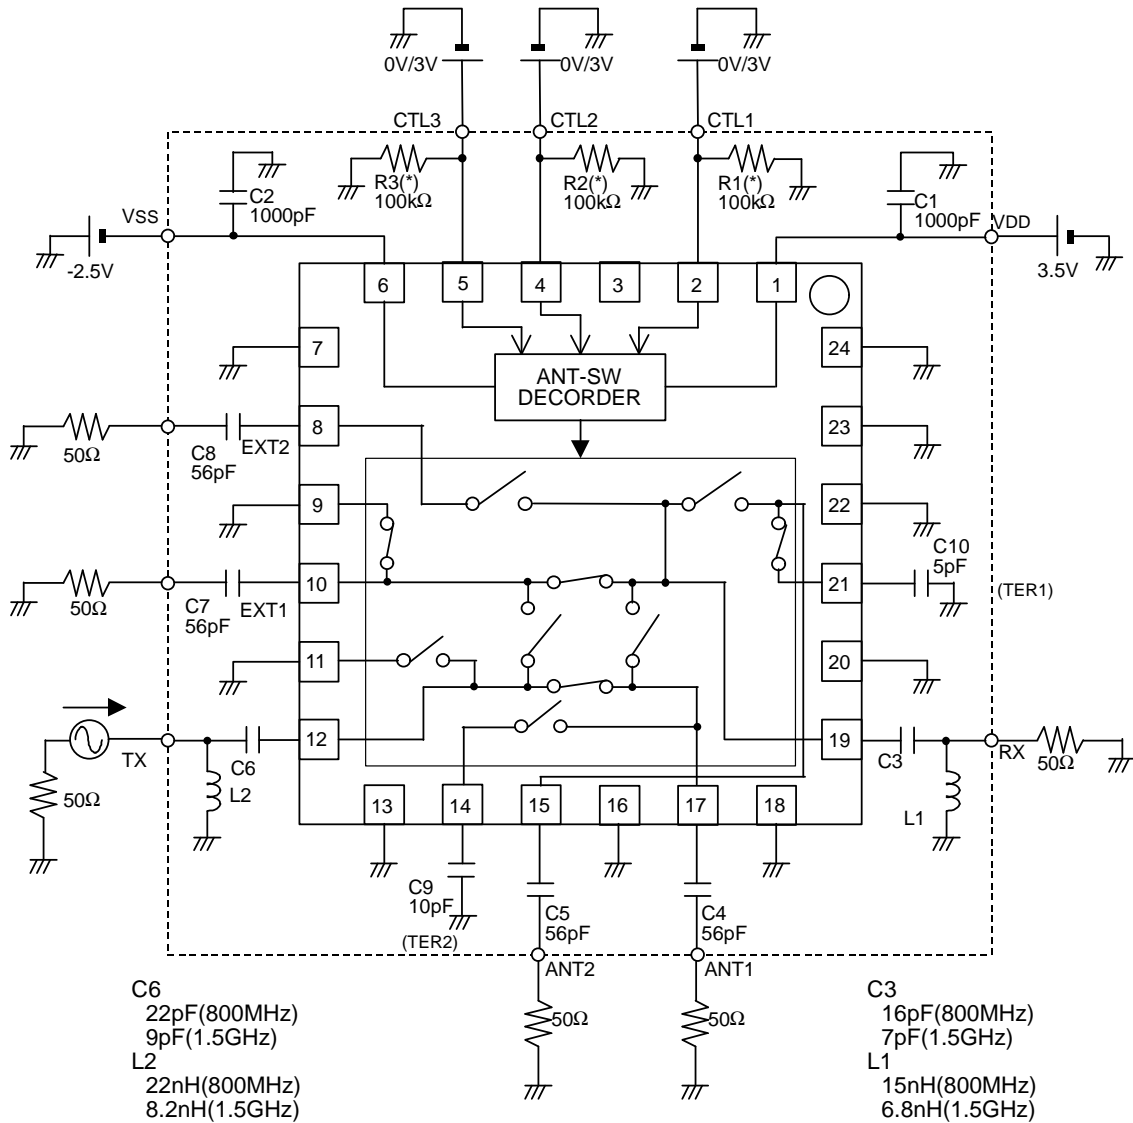 0V/3V
0V/3V
0V/3V
CTL3
CTL2
CTL1
R3(*)
100kΩ
R2(*)
100kΩ
R1(*)
100kΩ
C2
1000pF
C1
1000pF
VSS
VDD
-2.5V
3.5V
6
5
4
3
2
1
7
24
ANT-SW
DECORDER
8
23
50Ω
C8
56pF
EXT2
9
22
C10
5pF
10
21
(TER1)
50Ω
C7
56pF
EXT1
11
20
12
19
TX
C6
C3
RX
50Ω
50Ω
L2
L1
13
14
15
16
17
18
C9
10pF
C5
56pF
C4
56pF
(TER2)
ANT2
ANT1
50Ω
50Ω
C6
22pF(800MHz)
9pF(1.5GHz)
L2
22nH(800MHz)
8.2nH(1.5GHz)
C3
16pF(800MHz)
7pF(1.5GHz)
L1
15nH(800MHz)
6.8nH(1.5GHz)